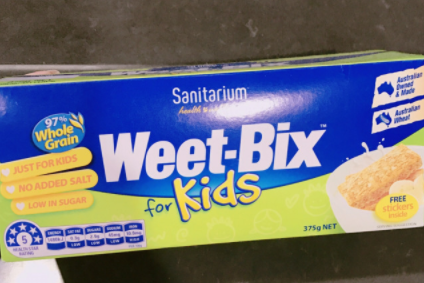 Sanitarium
Weet-Bix™
for Kids
97%
Whole
Grain
JUST FOR KIDS
NO ADDED SALT
LOW IN SUGAR
Australian
Owned
& Made
Australian
Wheat
FREE
stickers
inside
375g NET
5